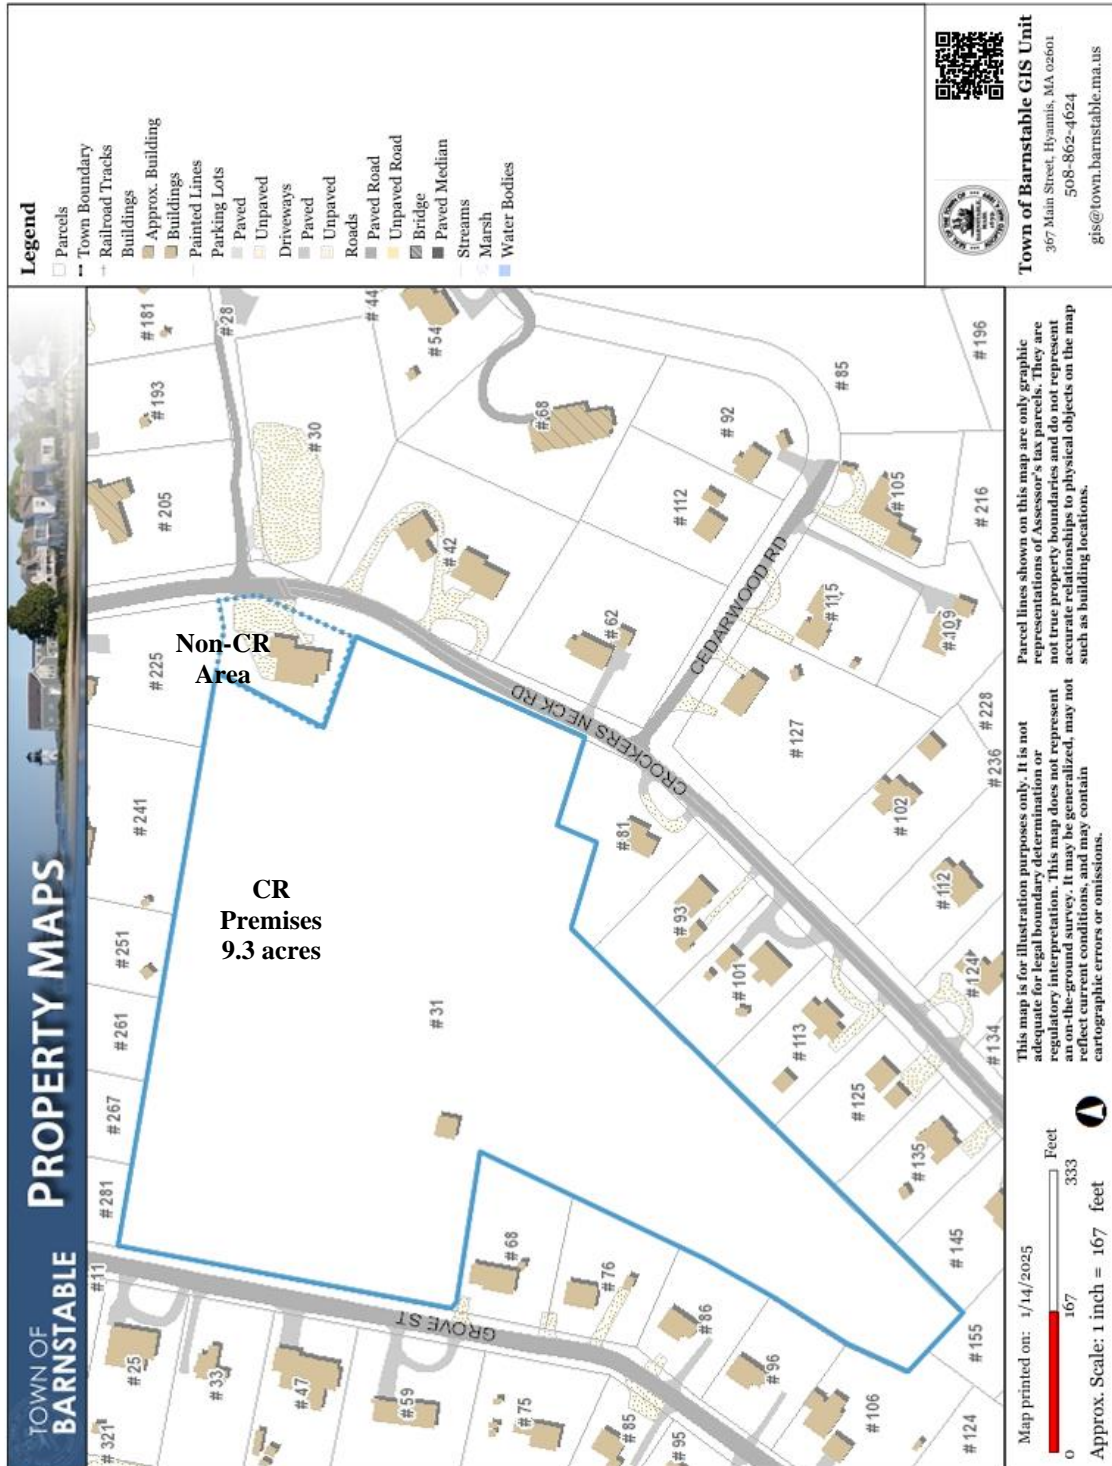 TOWN OF
BARNSTABLE
PROPERTY MAPS
Legend
Parcels
Town Boundary
Railroad Tracks
Buildings
Approx. Building
Buildings
Painted Lines
Parking Lots
Paved
Unpaved
Driveways
Paved
Unpaved
Roads
Paved Road
Unpaved Road
Bridge
Paved Median
Streams
Marsh
Water Bodies
#321
#11
#281
#267
#261
#251
#241
#225
#205
#193
#181
#28
#25
#33
#47
#59
#75
#85
#95
GROVE ST
#68
#76
#86
#96
#106
#124
#155
#145
Non-CR
Area
CR
Premises
9.3 acres
#31
#30
#44
#54
#42
#68
#62
#112
#92
#85
#196
CROCKERS NECK RD
CEDARWOOD RD
#81
#93
#101
#113
#125
#135
#127
#115
#105
#109
#216
#228
#236
#102
#112
#124
#134
Map printed on: 1/14/2025
Feet
0 167 333
Approx. Scale: 1 inch = 167 feet
This map is for illustration purposes only. It is not
adequate for legal boundary determination or
regulatory interpretation. This map does not represent
an on-the-ground survey. It may be generalized, may not
reflect current conditions, and may contain
cartographic errors or omissions.
Parcel lines shown on this map are only graphic
representations of Assessor's tax parcels. They are
not true property boundaries and do not represent
accurate relationships to physical objects on the map
such as building locations.
Town of Barnstable GIS Unit
367 Main Street, Hyannis, MA 02601
508-862-4624
gis@town.barnstable.ma.us